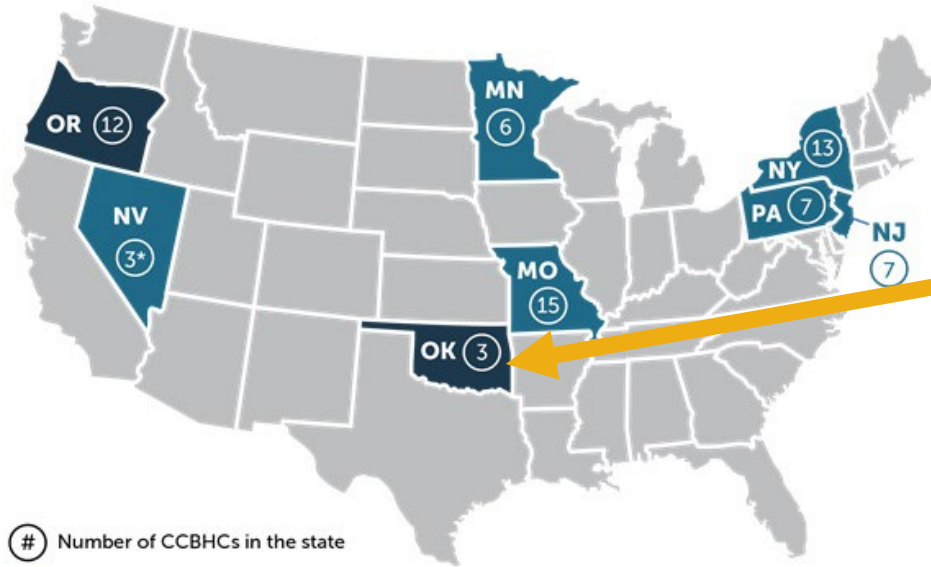 MN
6
OR 12
NY 13
NV
3*
PA 7
NJ
7
MO
15
OK 3
# Number of CCBHCs in the state